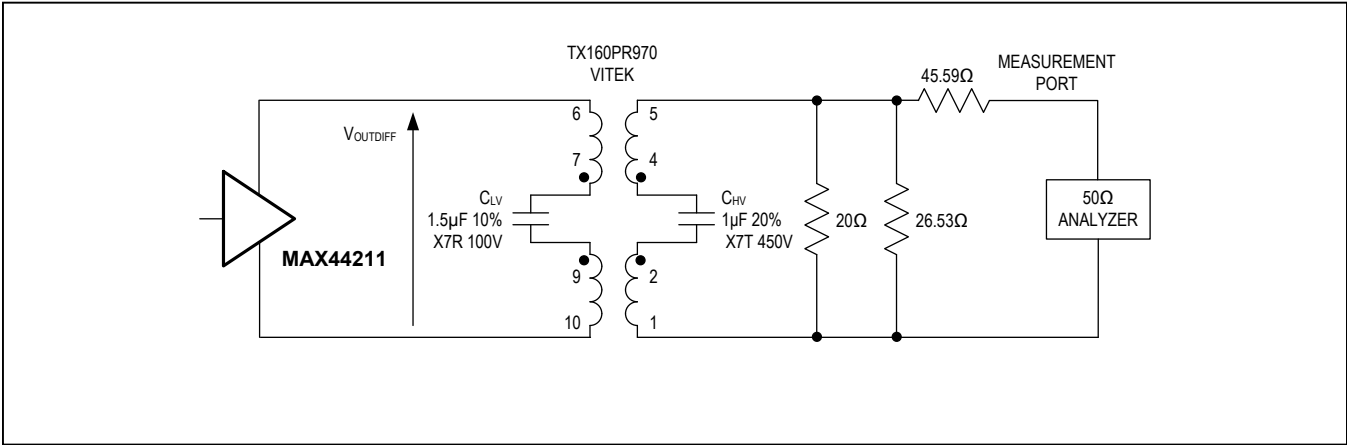 TX160PR970
VITEK
45.59Ω
MEASUREMENT
PORT
6
5
VOUTDIFF
7
4
CLV
1.5µF 10%
X7R 100V
CHV
1µF 20%
X7T 450V
20Ω
26.53Ω
50Ω
ANALYZER
MAX44211
9
2
10
1